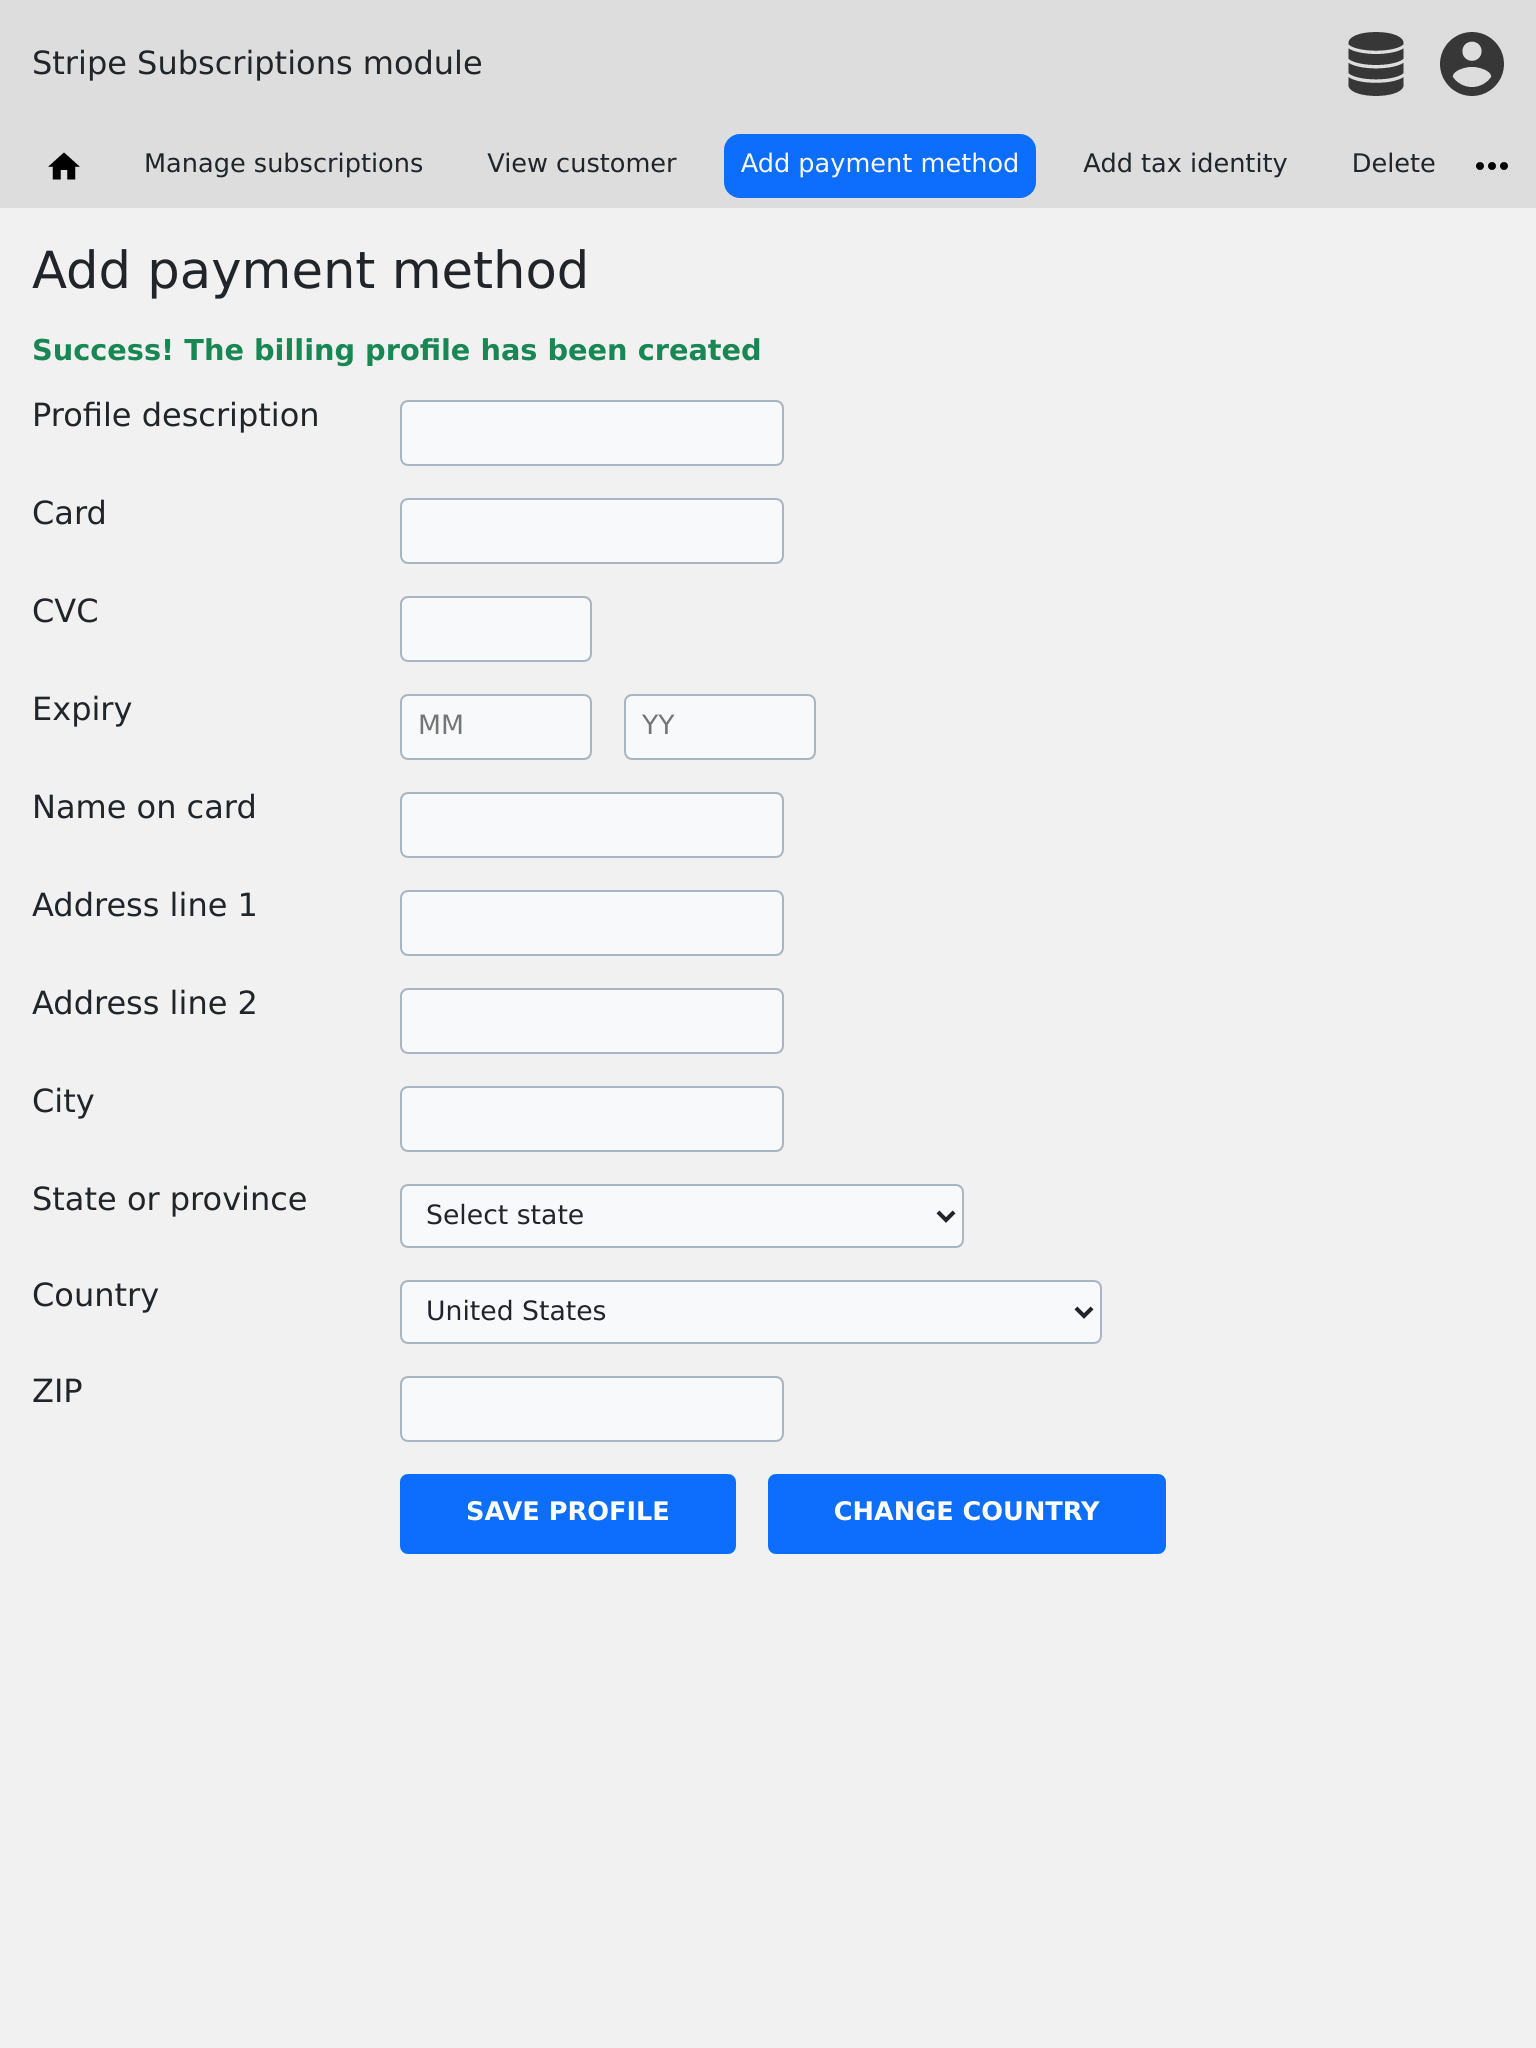 Stripe Subscriptions module
Manage subscriptions View customer Add payment method Add tax identity Delete
Add payment method
Success! The billing profile has been created
Profile description
Card
CVC
Expiry MM YY
Name on card
Address line 1
Address line 2
City
State or province Select state
Country United States
ZIP
SAVE PROFILE CHANGE COUNTRY